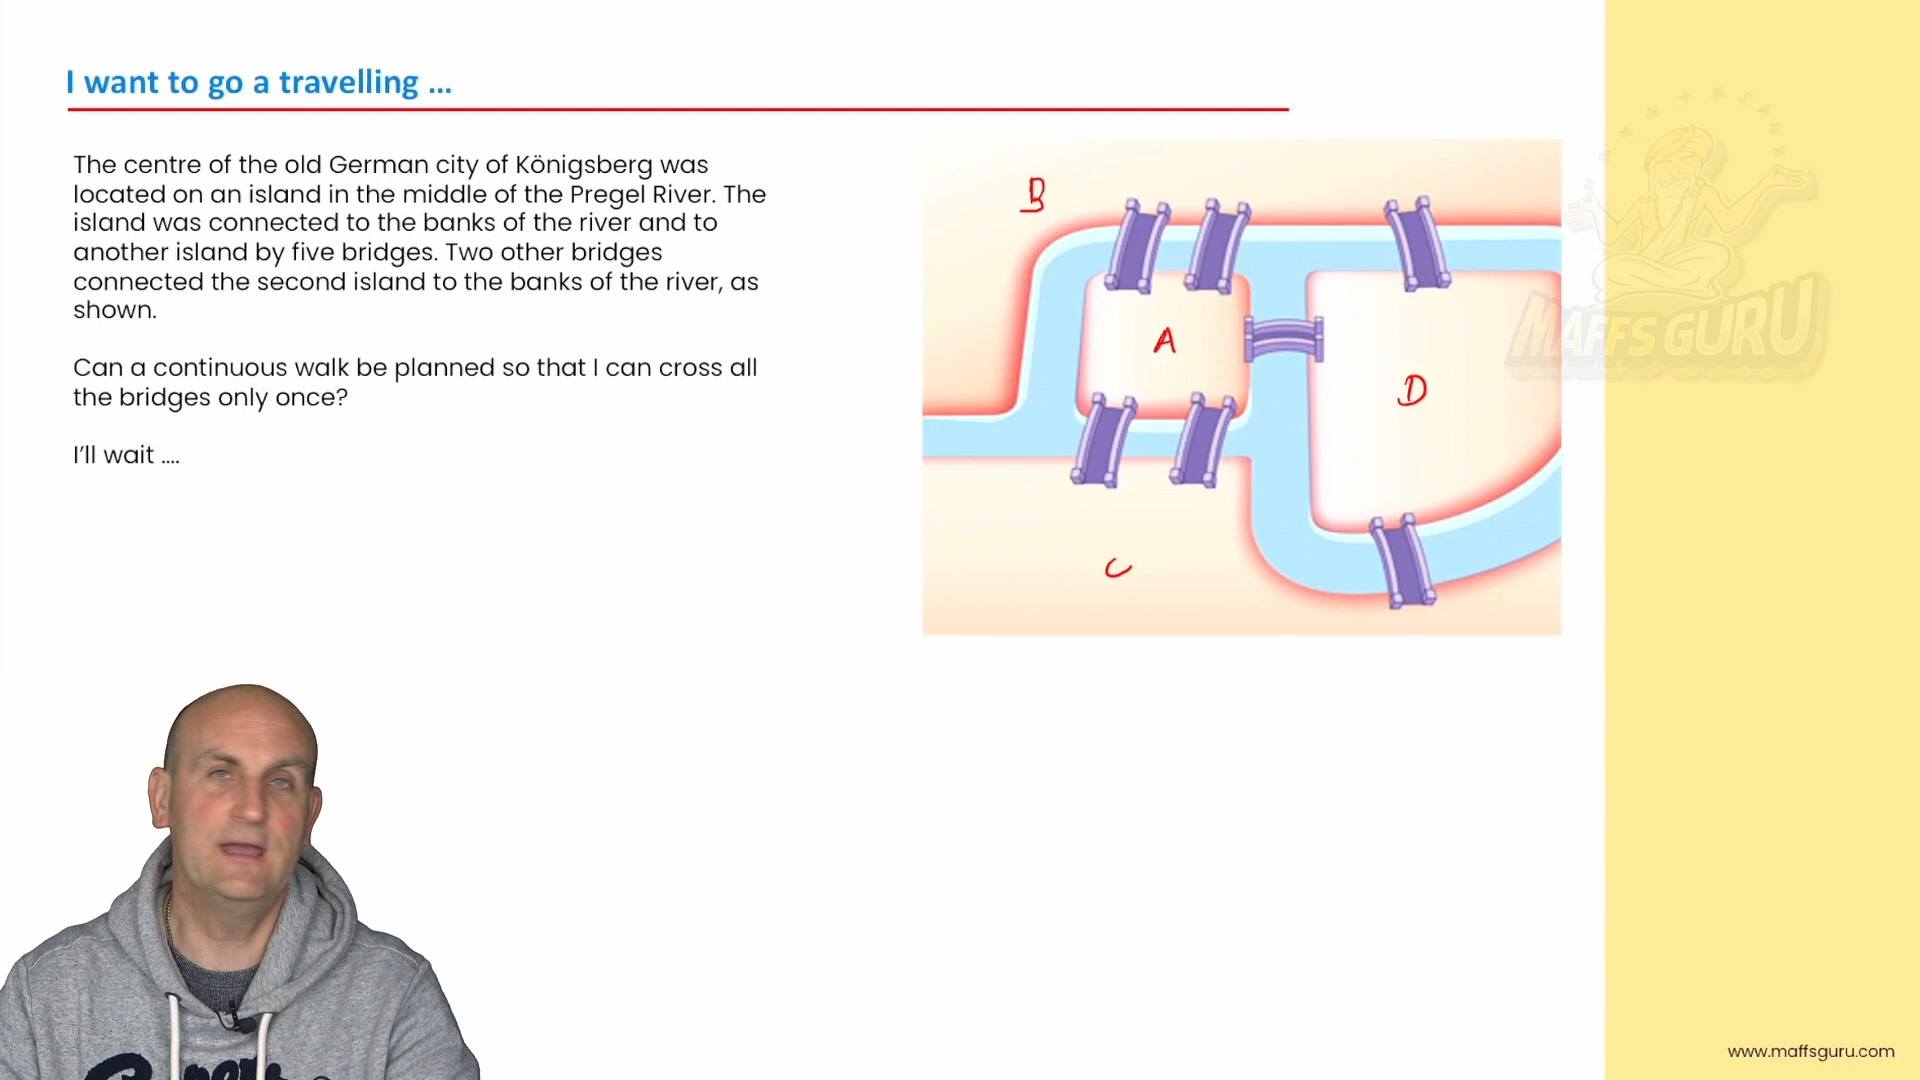 I want to go a travelling ...
The centre of the old German city of Königsberg was
located on an island in the middle of the Pregel River. The
island was connected to the banks of the river and to
another island by five bridges. Two other bridges
connected the second island to the banks of the river, as
shown.
Can a continuous walk be planned so that I can cross all
the bridges only once?
I'll wait ....
B
A
D
C
MAFFS GURU
www.maffsguru.com